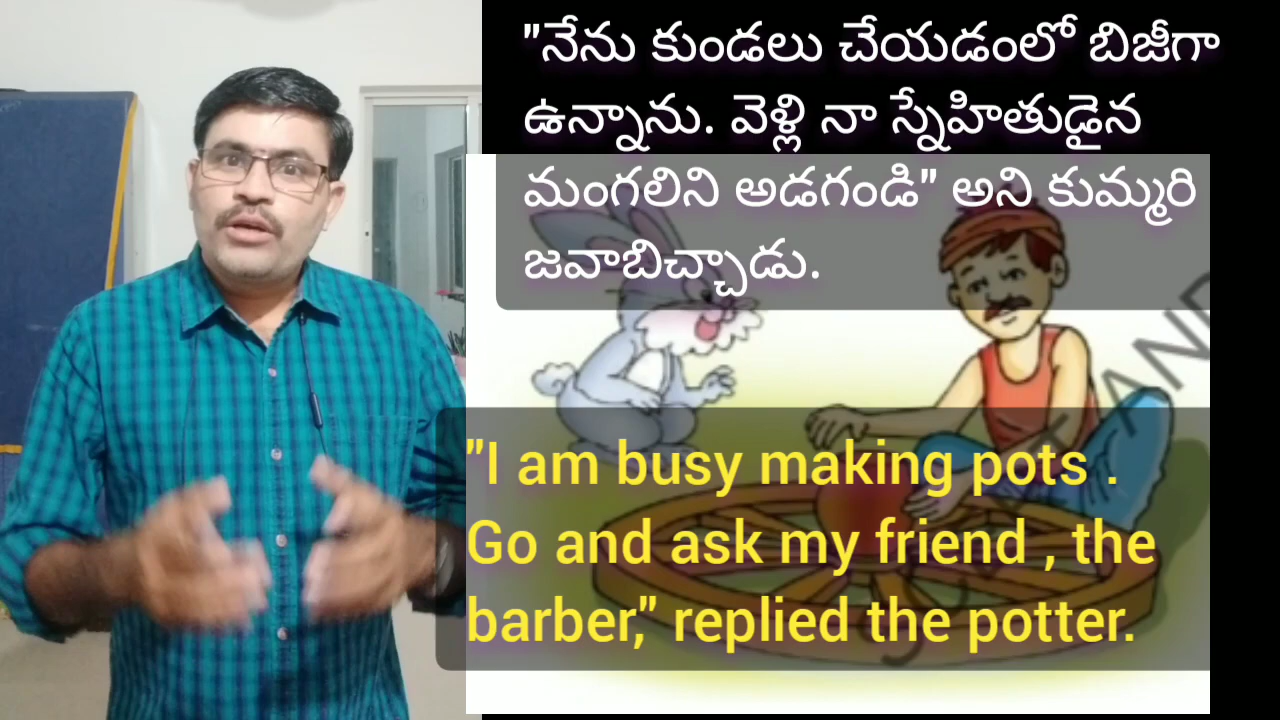 "నేను కుండలు చేయడంలో బిజీగా
ఉన్నాను. వెళ్లి నా స్నేహితుడైన
మంగలిని అడగండి" అని కుమ్మరి
జవాబిచ్చాడు.
"I am busy making pots .
Go and ask my friend , the
barber," replied the potter.